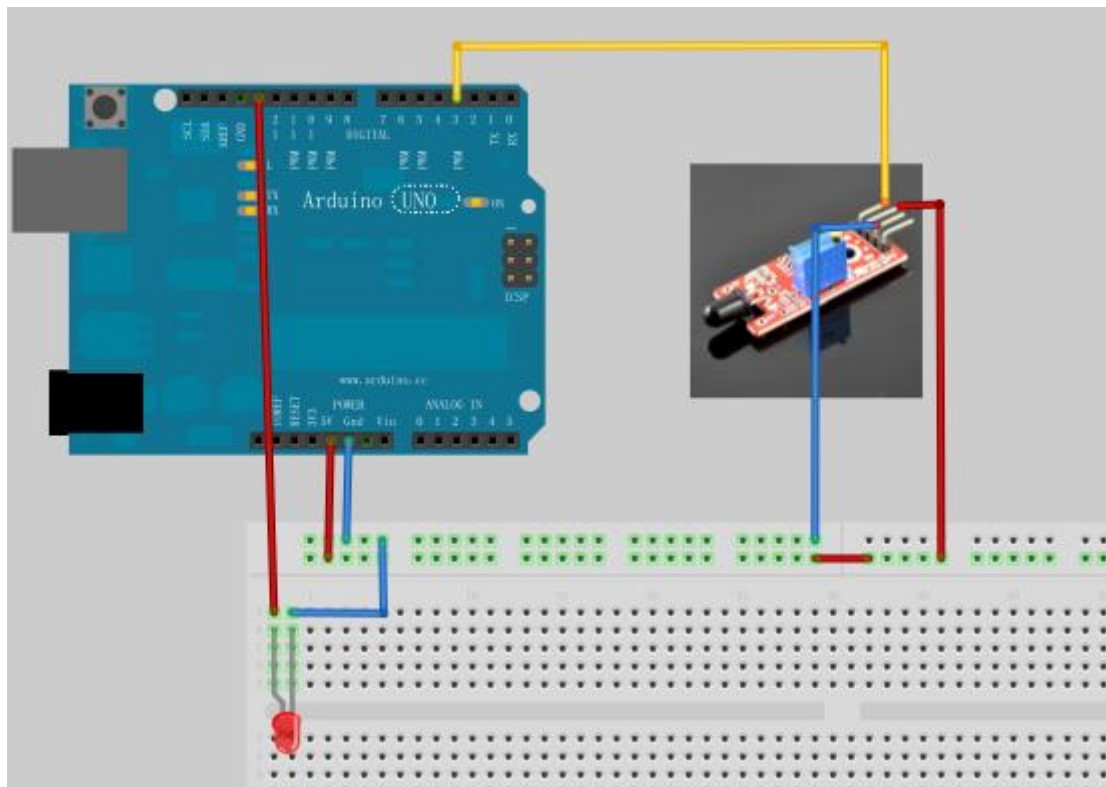 SCL SDA AREF GND 12 11 10 9 8 7 6 5 4 3 2 1 0
DIGITAL TX RX
PWM PWM PWM PWM PWM PWM
L
TX
RX
Arduino UNO ON
1
ICSP
www.arduino.cc
POWER ANALOG IN
IOREF RESET 3V3 5V Gnd Vin 0 1 2 3 4 5